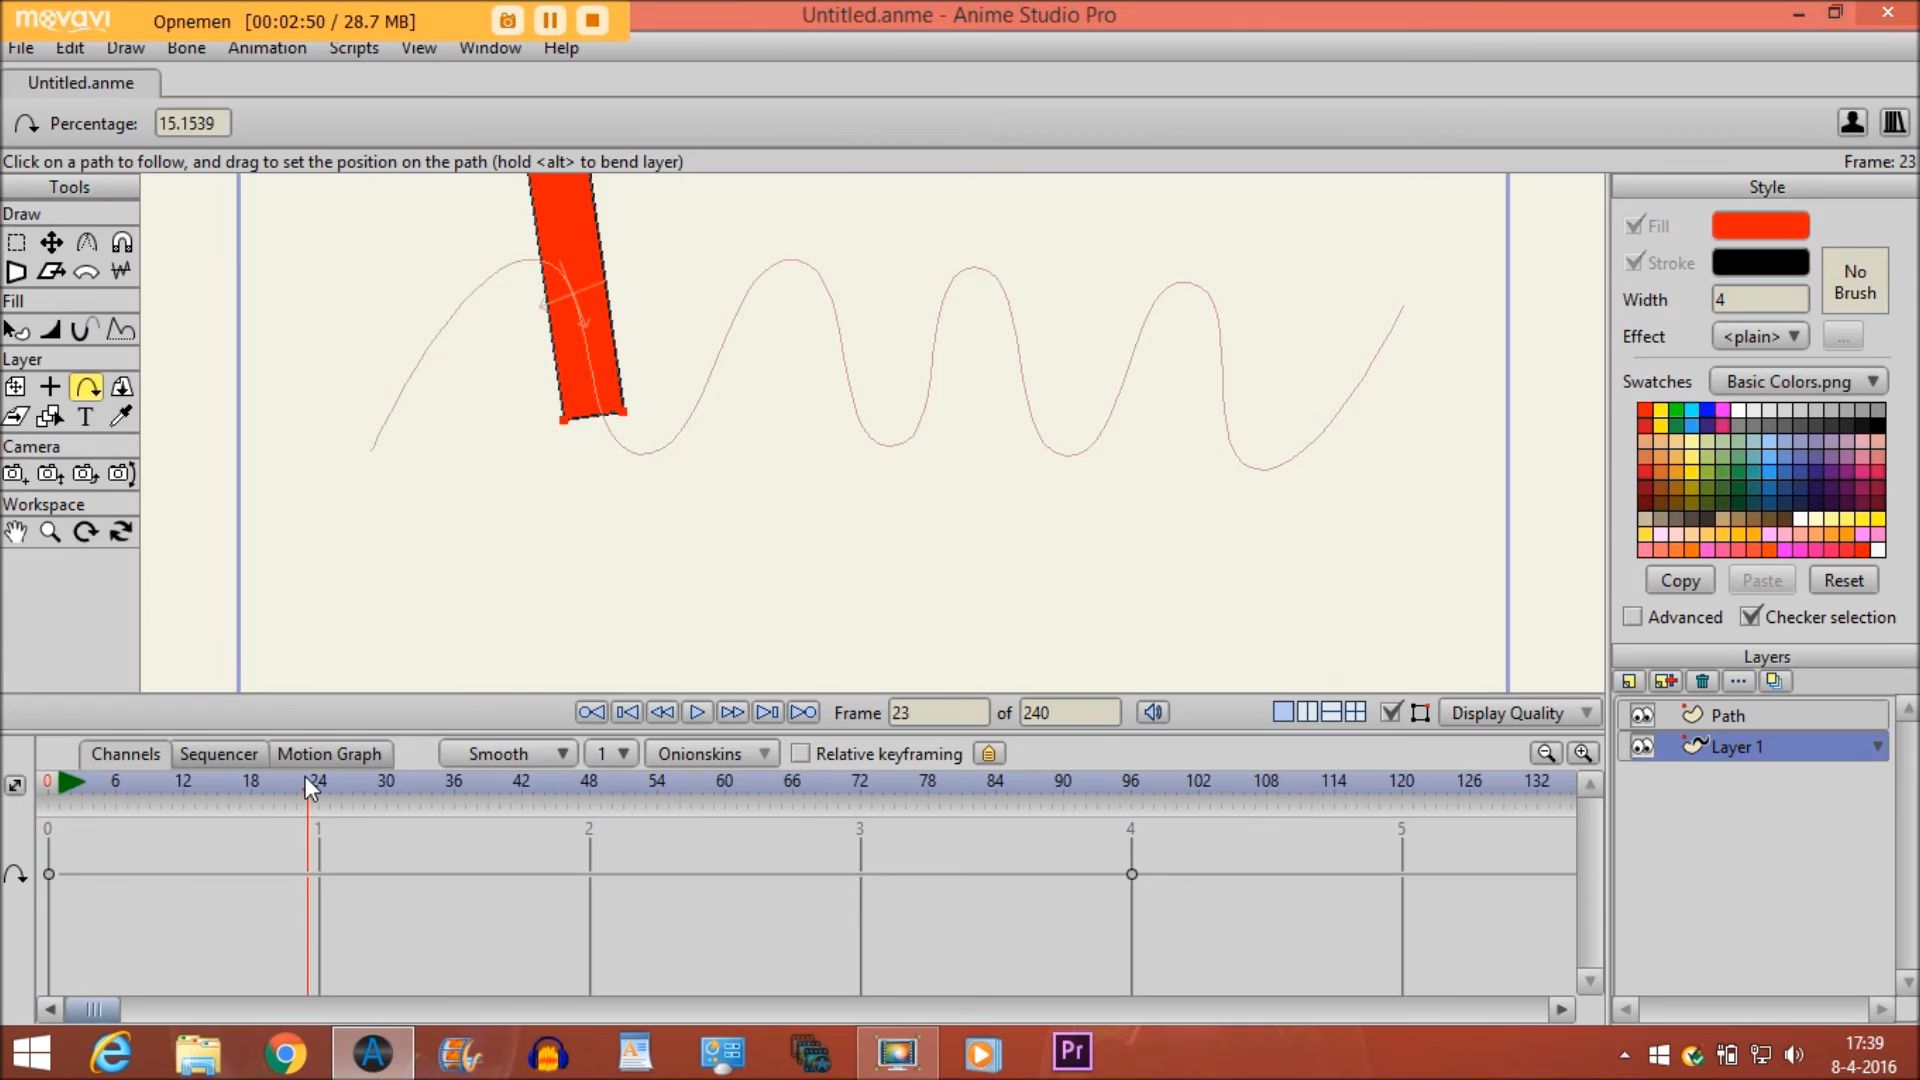 movavi Opnemen [00:02:50 / 28.7 MB]
Untitled.anme - Anime Studio Pro
File Edit Draw Bone Animation Scripts View Window Help
Untitled.anme
Percentage: 15.1539
Click on a path to follow, and drag to set the position on the path (hold <alt> to bend layer)
Frame: 23
Tools
Draw
Fill
Layer
T
Camera
Workspace
Style
Fill
Stroke
No
Brush
Width 4
Effect <plain> ...
Swatches Basic Colors.png
Copy Paste Reset
Advanced Checker selection
Layers
Path
Layer 1
Frame 23 of 240
Display Quality
Channels Sequencer Motion Graph Smooth 1 Onionskins Relative keyframing
0 6 12 18 24 30 36 42 48 54 60 66 72 78 84 90 96 102 108 114 120 126 132
0 1 2 3 4 5
Pr
17:39
8-4-2016